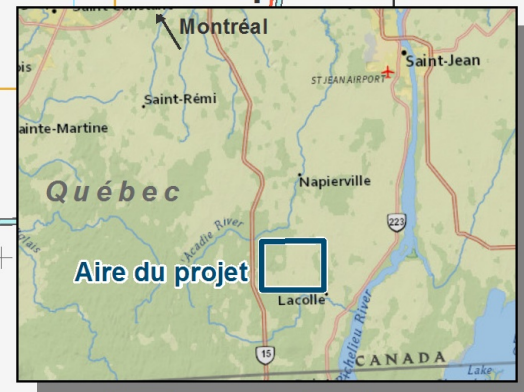 Montréal
Saint-Jean
ST JEAN AIRPORT
Saint-Rémi
ainte-Martine
Napierville
Québec
223
Acadie River
Aire du projet
Lacolle
Richelieu River
15
CANADA
Lake